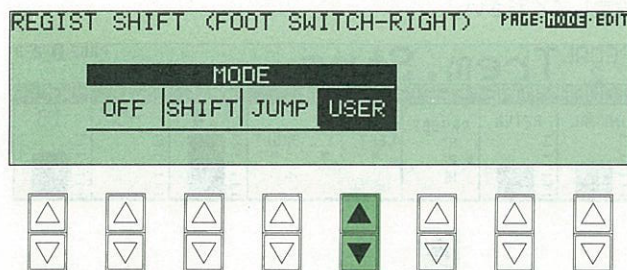 REGIST SHIFT (FOOT SWITCH-RIGHT) PAGE:MODE·EDIT
MODE
OFF SHIFT JUMP USER